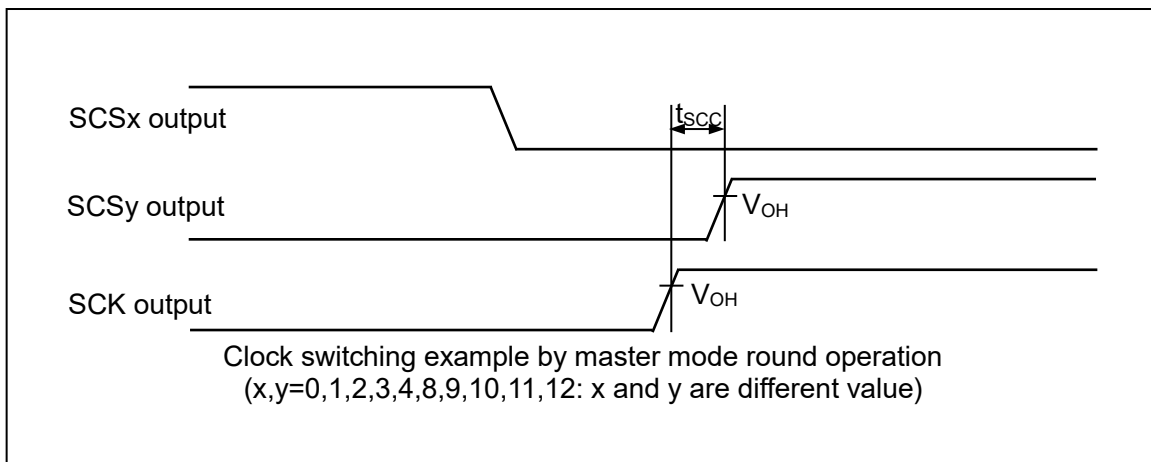 SCSx output
tSCC
SCSy output
VOH
SCK output
VOH
Clock switching example by master mode round operation
(x,y=0,1,2,3,4,8,9,10,11,12: x and y are different value)